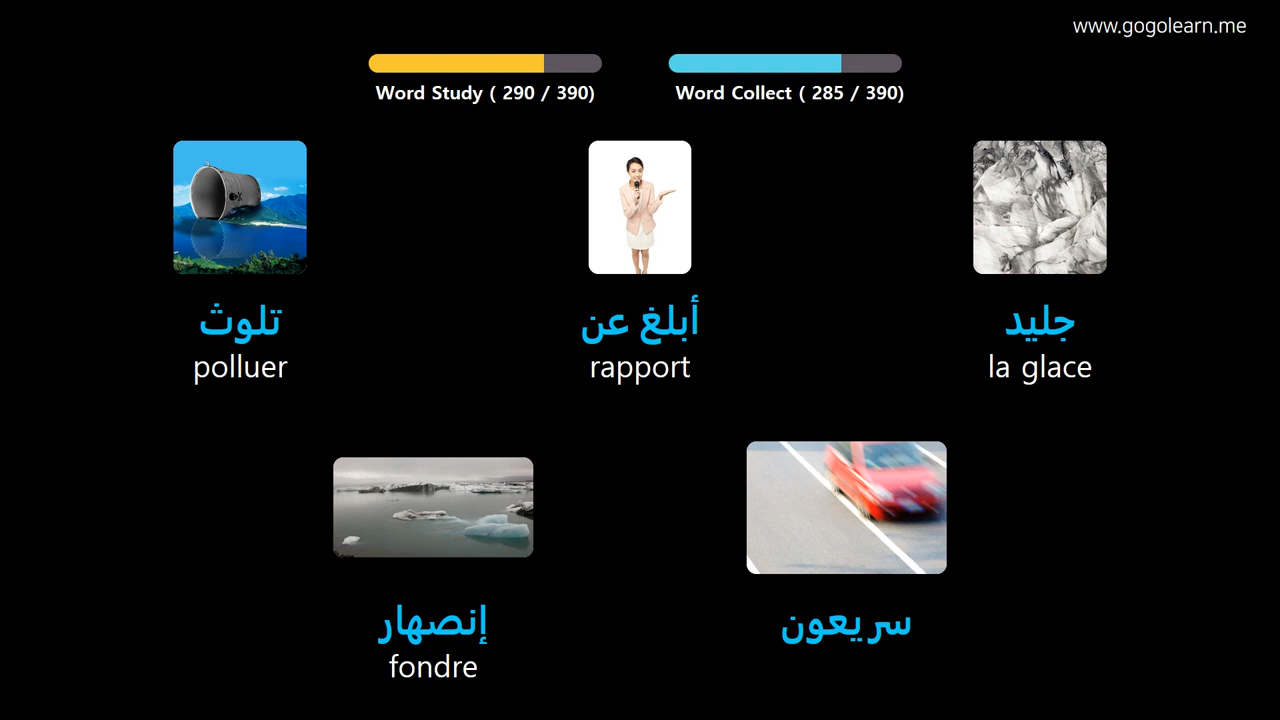 www.gogolearn.me
Word Study ( 290 / 390)
Word Collect ( 285 / 390)
تلوث
polluer
أبلغ عن
rapport
جليد
la glace
إنصهار
fondre
سريعون